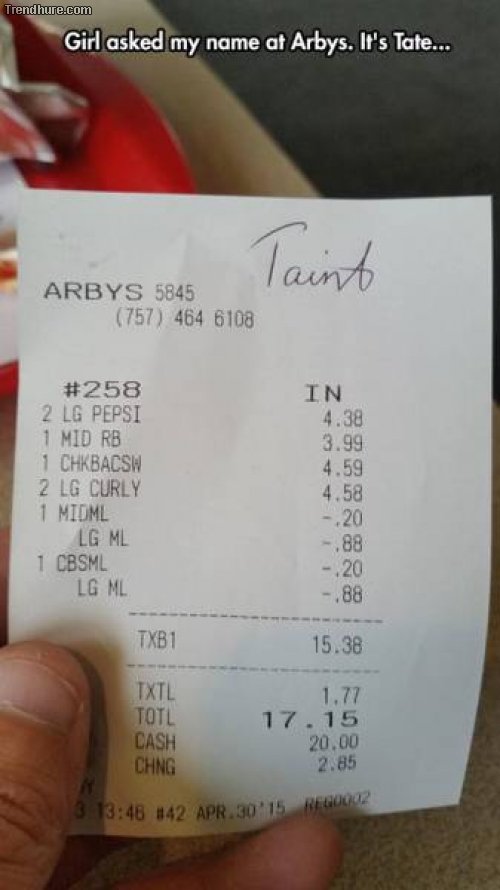 Trendhure.com
Girl asked my name at Arbys. It's Tate...
Taint
ARBYS 5845
(757) 464 6108
#258 IN
2 LG PEPSI 4.38
1 MID RB 3.99
1 CHKBACSW 4.59
2 LG CURLY 4.58
1 MIDML -.20
LG ML -.88
1 CBSML -.20
LG ML -.88
TXB1 15.38
TXTL 1.77
TOTL 17.15
CASH 20.00
CHNG 2.85
13:46 #42 APR.30'15 REG0002